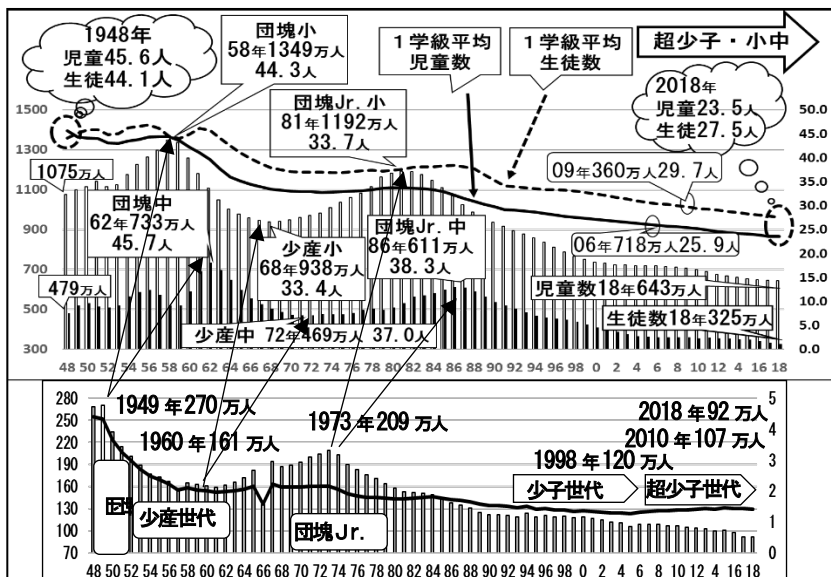 1948年
児童45.6人
生徒44.1人
団塊小
58年1349万人
44.3人
1学級平均
児童数
1学級平均
生徒数
超少子・小中
団塊Jr.小
81年1192万人
33.7人
2018年
児童23.5人
生徒27.5人
1500
1300
1100
900
700
500
300
50.0
45.0
40.0
35.0
30.0
25.0
20.0
15.0
10.0
5.0
0.0
1075万人
09年360万人29.7人
団塊中
62年733万人
45.7人
団塊Jr.中
86年611万人
38.3人
少産小
68年938万人
33.4人
06年718万人25.9人
479万人
児童数18年643万人
生徒数18年325万人
少産中 72年469万人 37.0人
48 50 52 54 56 58 60 62 64 66 68 70 72 74 76 78 80 82 84 86 88 90 92 94 96 98 0 2 4 6 8 10 12 14 16 18
280
250
220
190
160
130
100
70
5
4
3
2
1
0
1949年270万人
1973年209万人
2018年92万人
1960年161万人
2010年107万人
1998年120万人
少子世代
超少子世代
団塊
少産世代
団塊Jr.
48 50 52 54 56 58 60 62 64 66 68 70 72 74 76 78 80 82 84 86 88 90 92 94 96 98 0 2 4 6 8 10 12 14 16 18